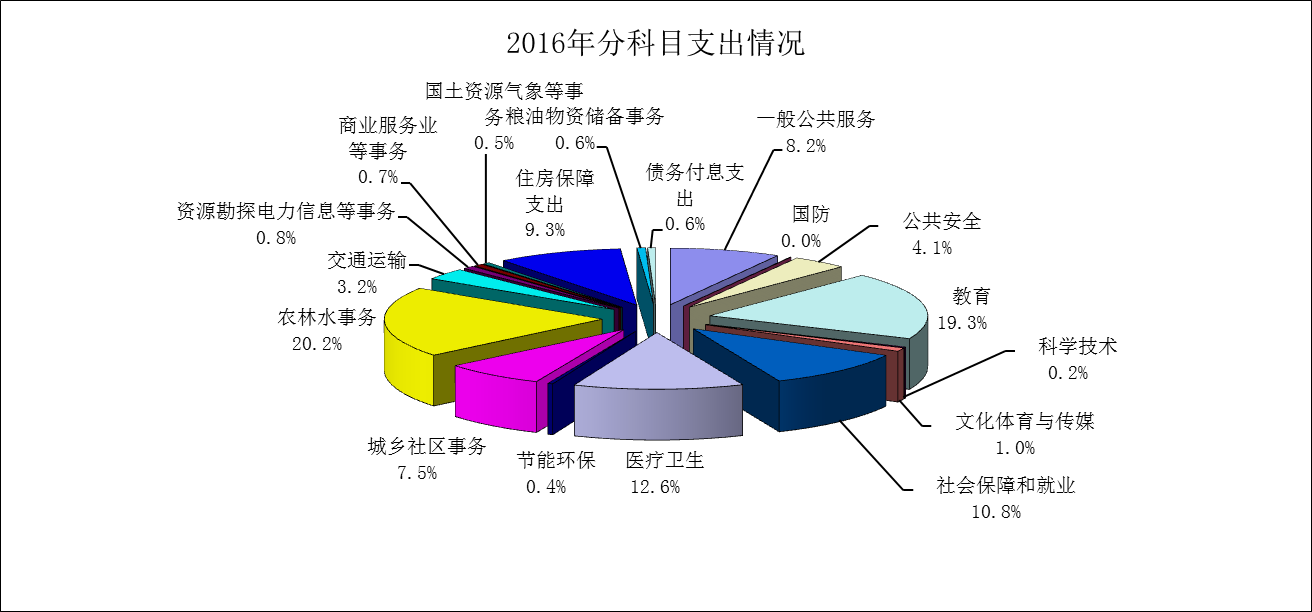 2016年分科目支出情况
国土资源气象等事
务
0.5%
粮油物资储备事务
0.6%
商业服务业
等事务
0.7%
资源勘探电力信息等事务
0.8%
交通运输
3.2%
农林水事务
20.2%
住房保障
支出
9.3%
债务付息支
出
0.6%
一般公共服务
8.2%
国防
0.0%
公共安全
4.1%
教育
19.3%
科学技术
0.2%
文化体育与传媒
1.0%
社会保障和就业
10.8%
医疗卫生
12.6%
节能环保
0.4%
城乡社区事务
7.5%